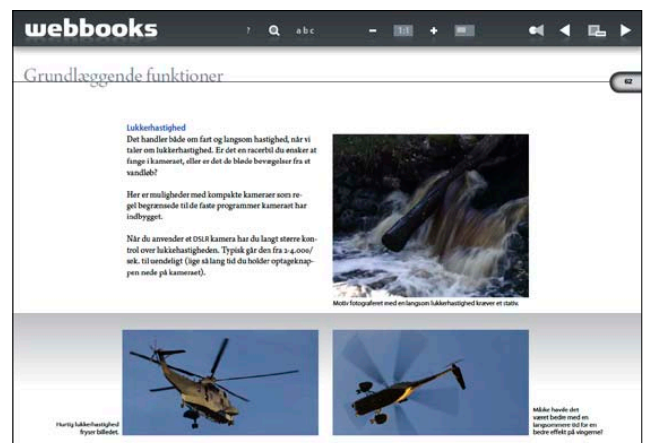 webbooks
? abc - 1:1 +
Grundlæggende funktioner
62
Lukkerhastighed
Det handler både om fart og langsom hastighed, når vi
taler om lukkerhastighed. Er det en racerbil du ønsker at
fange i kameraet, eller er det de bløde bevægelser fra et
vandløb?
Her er muligheder med kompakte kameraer som re-
gel begrænsede til de faste programmer kameraet har
indbygget.
Når du anvender et DSLR kamera har du langt større kon-
trol over lukkehastigheden. Typisk går den fra 2-4.000/
sek. til uendeligt (lige så lang tid du holder optageknap-
pen nede på kameraet).
Motiv fotograferet med en langsom lukkerhastighed kræver et stativ.
Hurtig lukkerhastighed
fryser billedet.
Måske havde det
været bedre med en
langsommere tid for en
bedre effekt på vingerne?